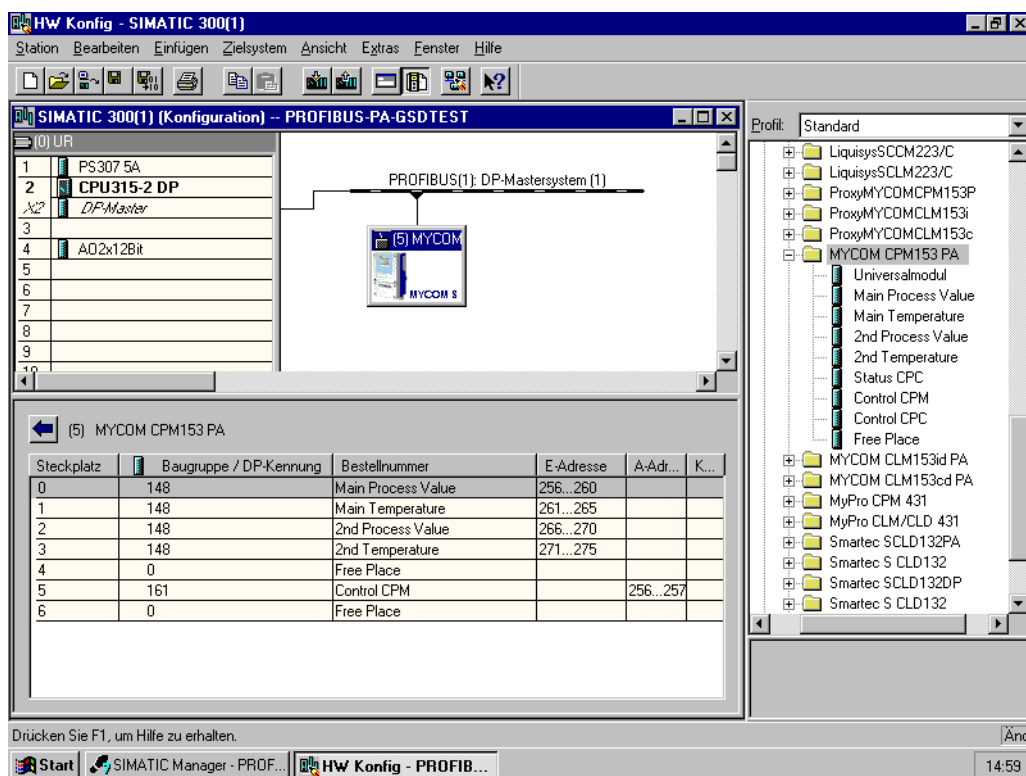 HW Konfig - SIMATIC 300(1)
Station Bearbeiten Einfügen Zielsystem Ansicht Extras Fenster Hilfe
SIMATIC 300(1) (Konfiguration) -- PROFIBUS-PA-GSDTEST
(0) UR
1 PS307 5A
2 CPU315-2 DP
X2 DP-Master
3
4 AO2x12Bit
5
6
7
8
9
10
PROFIBUS(1): DP-Mastersystem (1)
(5) MYCOM
MYCOM S
(5) MYCOM CPM153 PA
Steckplatz Baugruppe / DP-Kennung Bestellnummer E-Adresse A-Adr... K...
0 148 Main Process Value 256...260
1 148 Main Temperature 261...265
2 148 2nd Process Value 266...270
3 148 2nd Temperature 271...275
4 0 Free Place
5 161 Control CPM 256...257
6 0 Free Place
Profil: Standard
LiquisysSCCM223/C
LiquisysSCLM223/C
ProxyMYCOMCPM153P
ProxyMYCOMCLM153i
ProxyMYCOMCLM153c
MYCOM CPM153 PA
Universalmodul
Main Process Value
Main Temperature
2nd Process Value
2nd Temperature
Status CPC
Control CPM
Control CPC
Free Place
MYCOM CLM153id PA
MYCOM CLM153cd PA
MyPro CPM 431
MyPro CLM/CLD 431
Smartec SCLD132PA
Smartec S CLD132
Smartec SCLD132DP
Smartec S CLD132
Drücken Sie F1, um Hilfe zu erhalten.
Änd
Start SIMATIC Manager - PROF... HW Konfig - PROFIB... 14:59